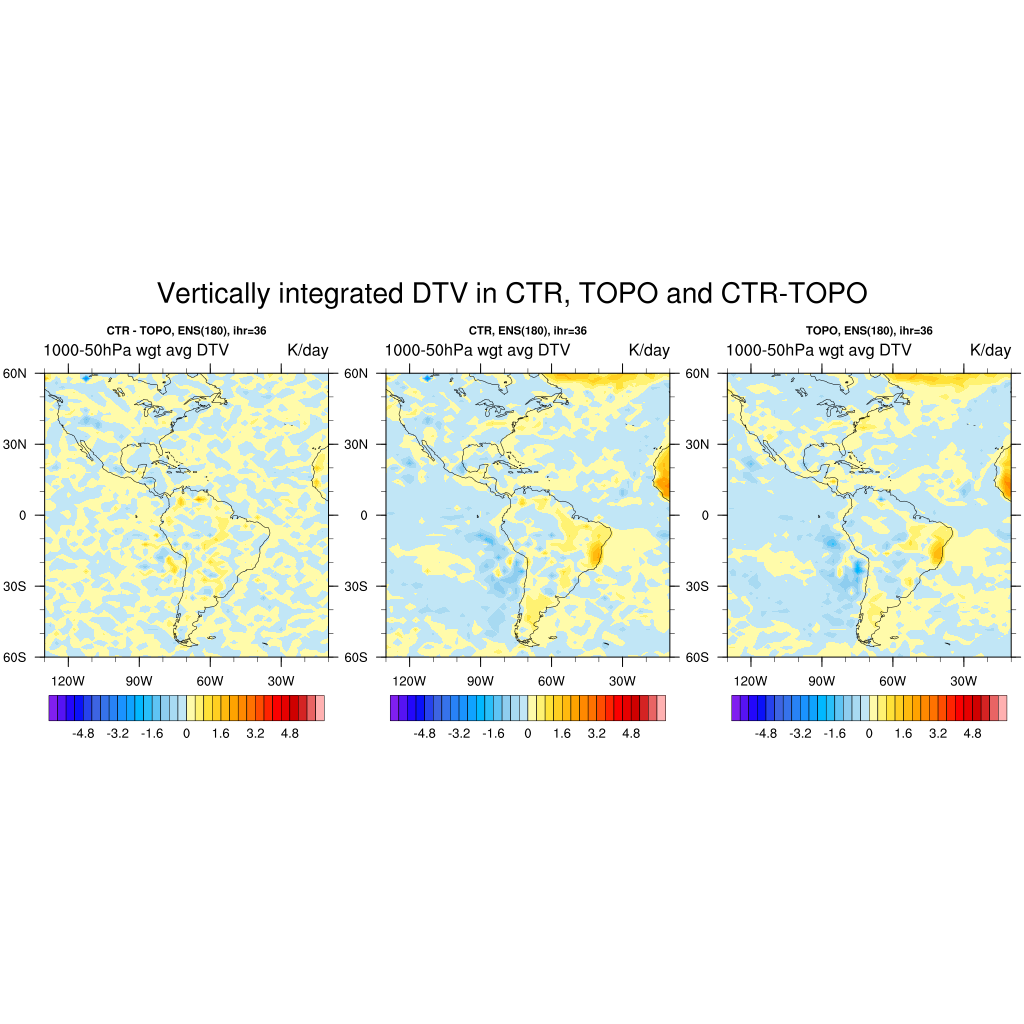 Vertically integrated DTV in CTR, TOPO and CTR-TOPO
CTR - TOPO, ENS(180), ihr=36
1000-50hPa wgt avg DTV K/day
60N
30N
0
30S
60S
120W 90W 60W 30W
-4.8 -3.2 -1.6 0 1.6 3.2 4.8
CTR, ENS(180), ihr=36
1000-50hPa wgt avg DTV K/day
60N
30N
0
30S
60S
120W 90W 60W 30W
-4.8 -3.2 -1.6 0 1.6 3.2 4.8
TOPO, ENS(180), ihr=36
1000-50hPa wgt avg DTV K/day
60N
30N
0
30S
60S
120W 90W 60W 30W
-4.8 -3.2 -1.6 0 1.6 3.2 4.8